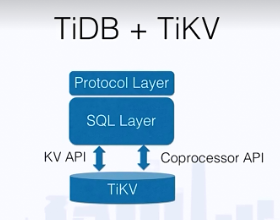 TiDB + TiKV
Protocol Layer
SQL Layer
KV API
Coprocessor API
TiKV